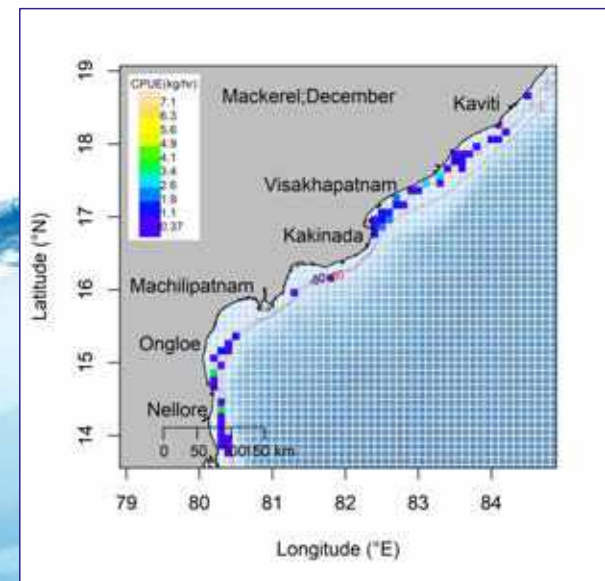 Mackerel;December
CPUE(kg/hr)
7.1
6.3
5.6
4.9
4.1
3.4
2.6
1.9
1.1
0.37
Kaviti
Visakhapatnam
Kakinada
Machilipatnam
Ongloe
Nellore
0 50 100 150 km
19
18
17
16
15
14
Latitude (°N)
79 80 81 82 83 84
Longitude (°E)